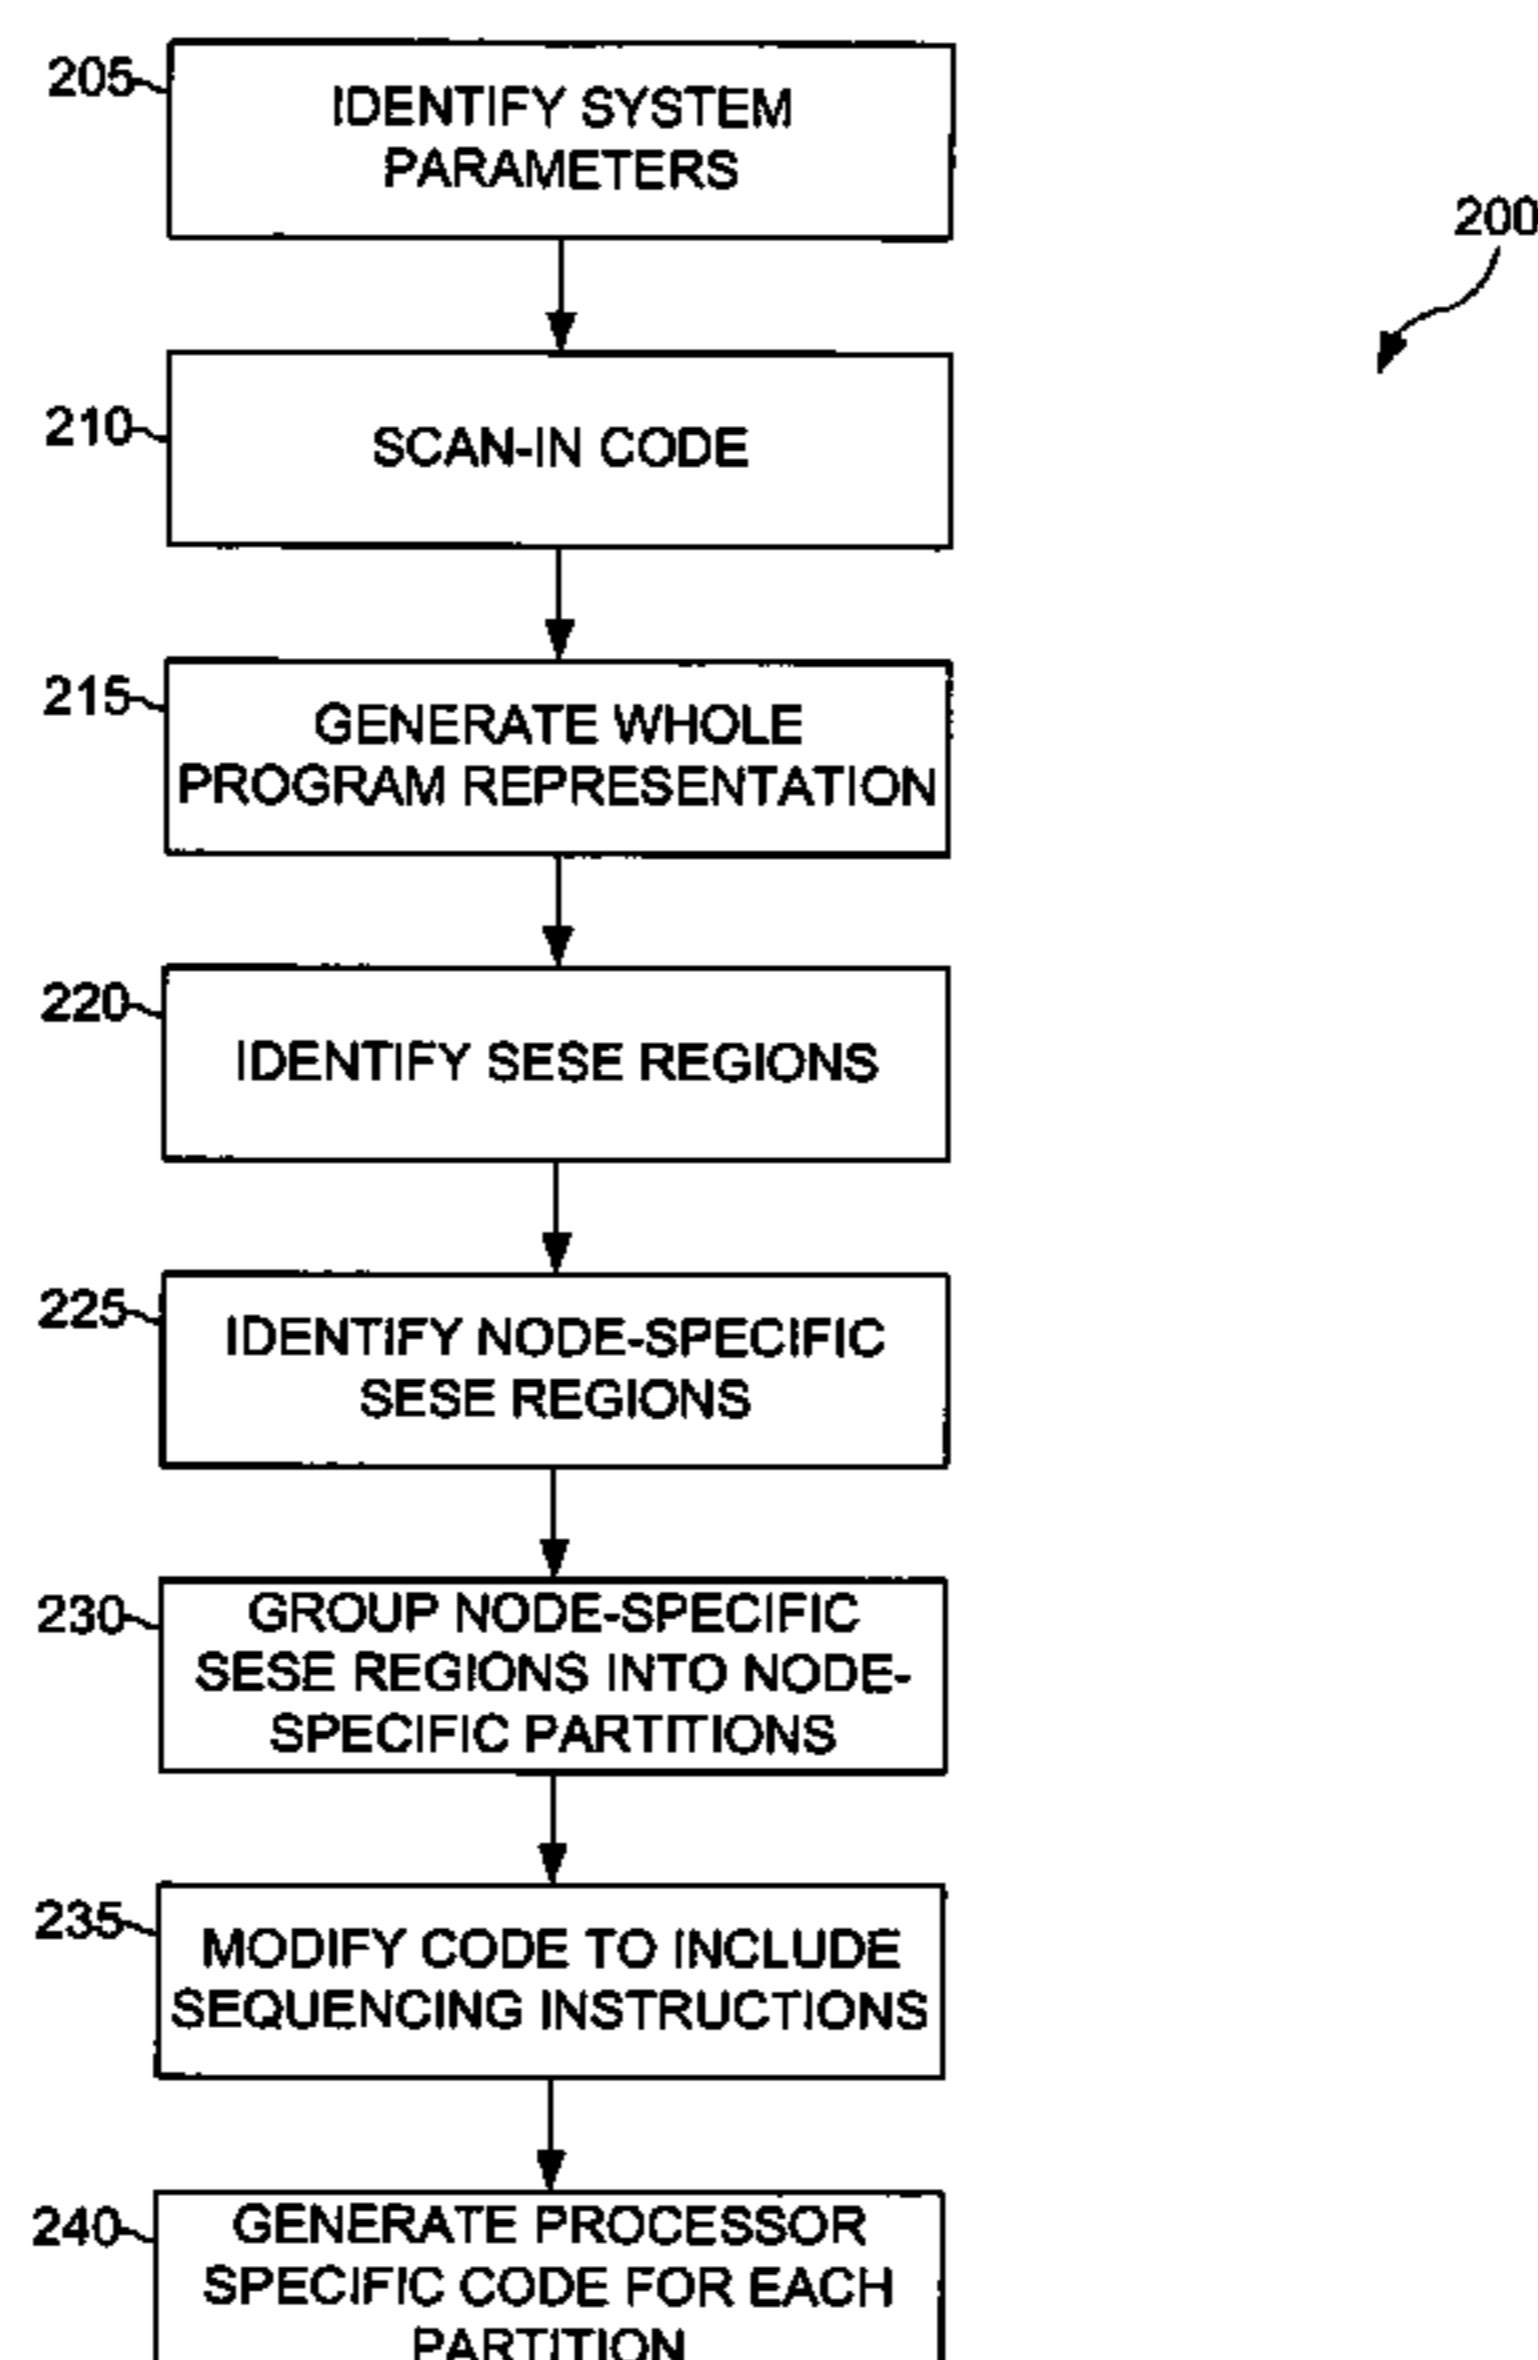 205
IDENTIFY SYSTEM
PARAMETERS
200
210
SCAN-IN CODE
215
GENERATE WHOLE
PROGRAM REPRESENTATION
220
IDENTIFY SESE REGIONS
225
IDENTIFY NODE-SPECIFIC
SESE REGIONS
230
GROUP NODE-SPECIFIC
SESE REGIONS INTO NODE-
SPECIFIC PARTITIONS
235
MODIFY CODE TO INCLUDE
SEQUENCING INSTRUCTIONS
240
GENERATE PROCESSOR
SPECIFIC CODE FOR EACH
PARTITION